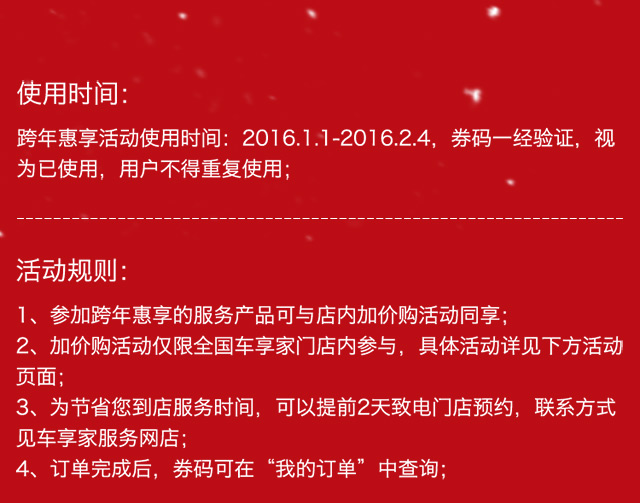 使用时间：
跨年惠享活动使用时间：2016.1.1-2016.2.4，券码一经验证，视
为已使用，用户不得重复使用；
活动规则：
1、参加跨年惠享的服务产品可与店内加价购活动同享；
2、加价购活动仅限全国车享家门店内参与，具体活动详见下方活动
页面；
3、为节省您到店服务时间，可以提前2天致电门店预约，联系方式
见车享家服务网店；
4、订单完成后，券码可在“我的订单”中查询；